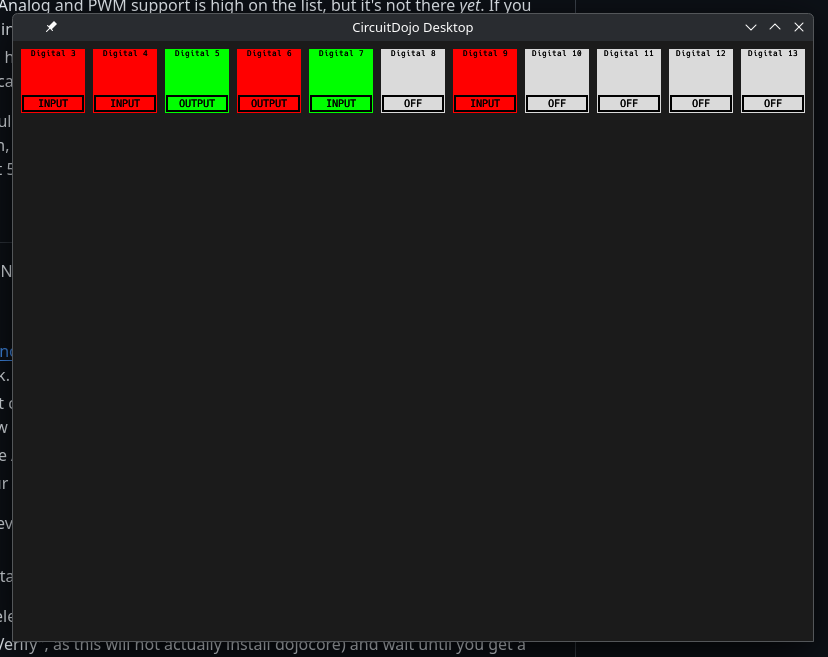 Analog and PWM support is high on the list, but it's not there yet. If you
CircuitDojo Desktop
Digital 3 Digital 4 Digital 5 Digital 6 Digital 7 Digital 8 Digital 9 Digital 10 Digital 11 Digital 12 Digital 13
INPUT INPUT OUTPUT OUTPUT INPUT OFF INPUT OFF OFF OFF OFF
Verify", as this will not actually install dojocore) and wait until you get a